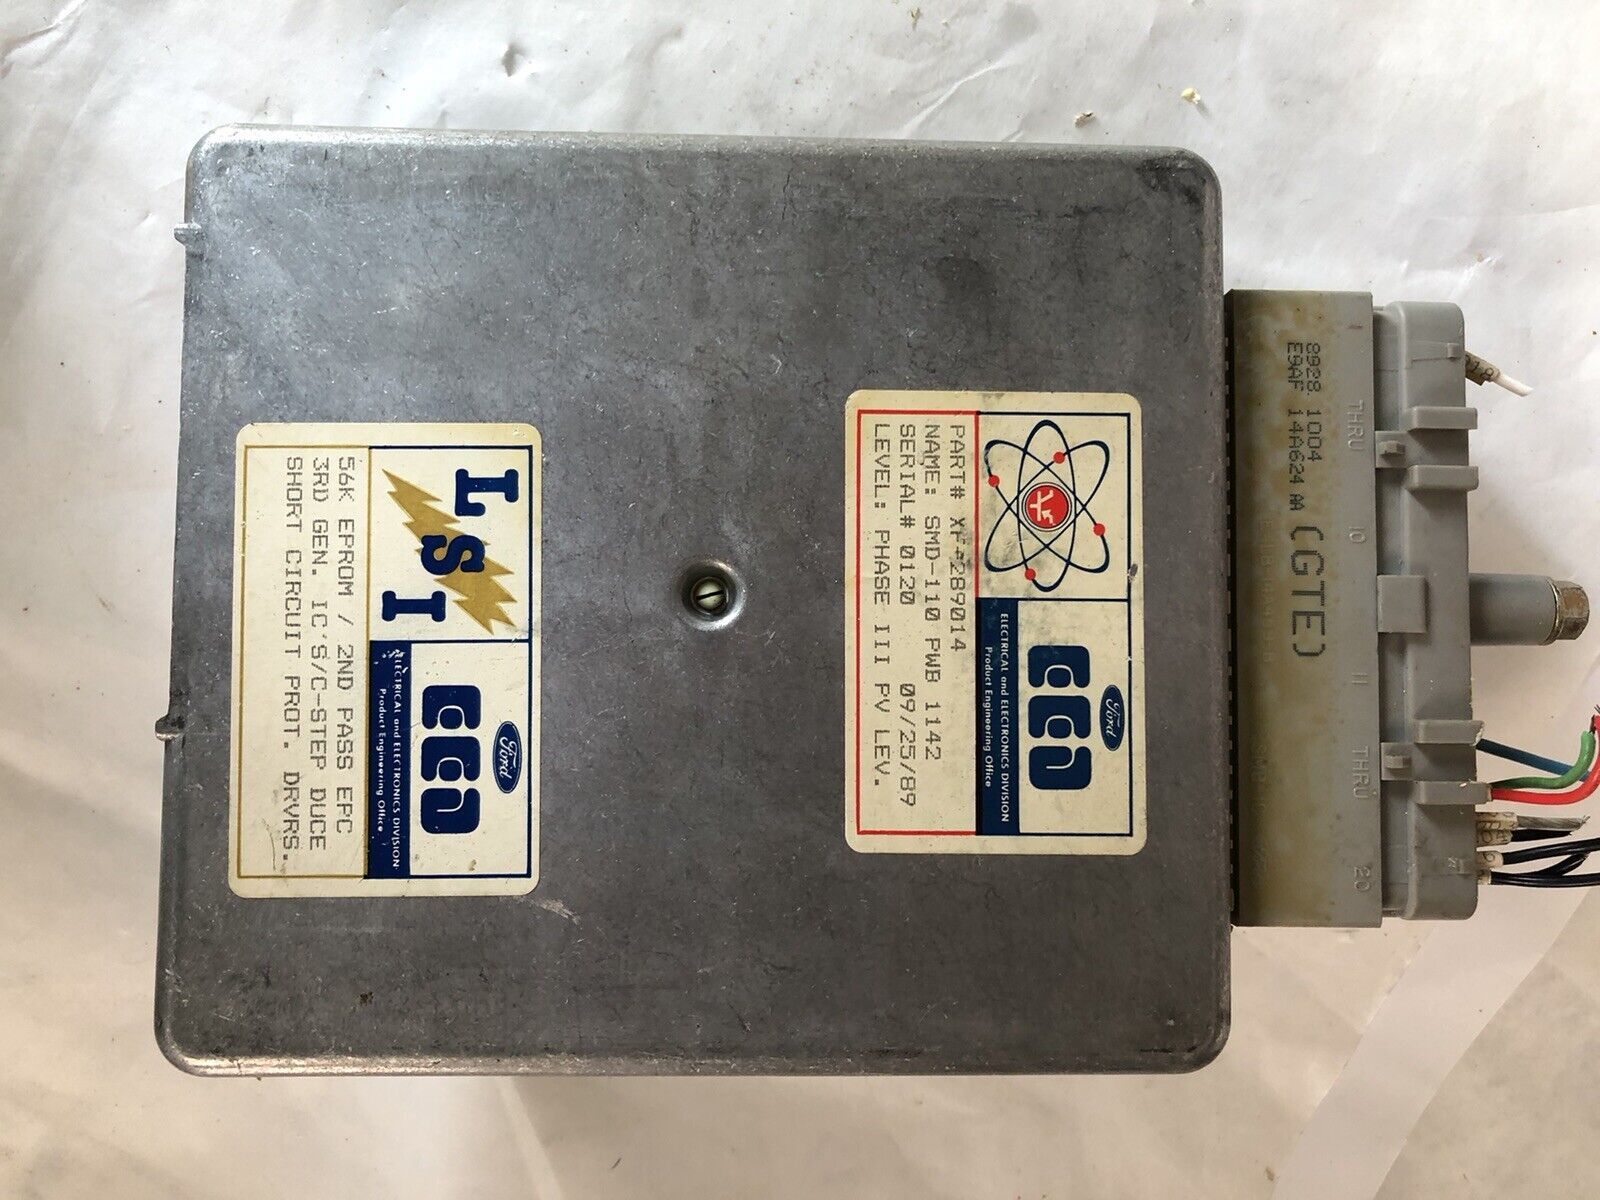 Ford
EED
ELECTRICAL and ELECTRONICS DIVISION
Product Engineering Office
PART# XF-289014
NAME: SMD-110 PWB 1142
SERIAL# 0120 09/25/89
LEVEL: PHASE III PV LEV.
LSI
Ford
EED
ELECTRICAL and ELECTRONICS DIVISION
Product Engineering Office
56K EPROM / 2ND PASS EPC
3RD GEN. IC'S/C-STEP DUCE
SHORT CIRCUIT PROT. DRVRS.
1 THRU 10 11 THRU 20
8928 1004 (GTE)
E9AF 14A624 AA